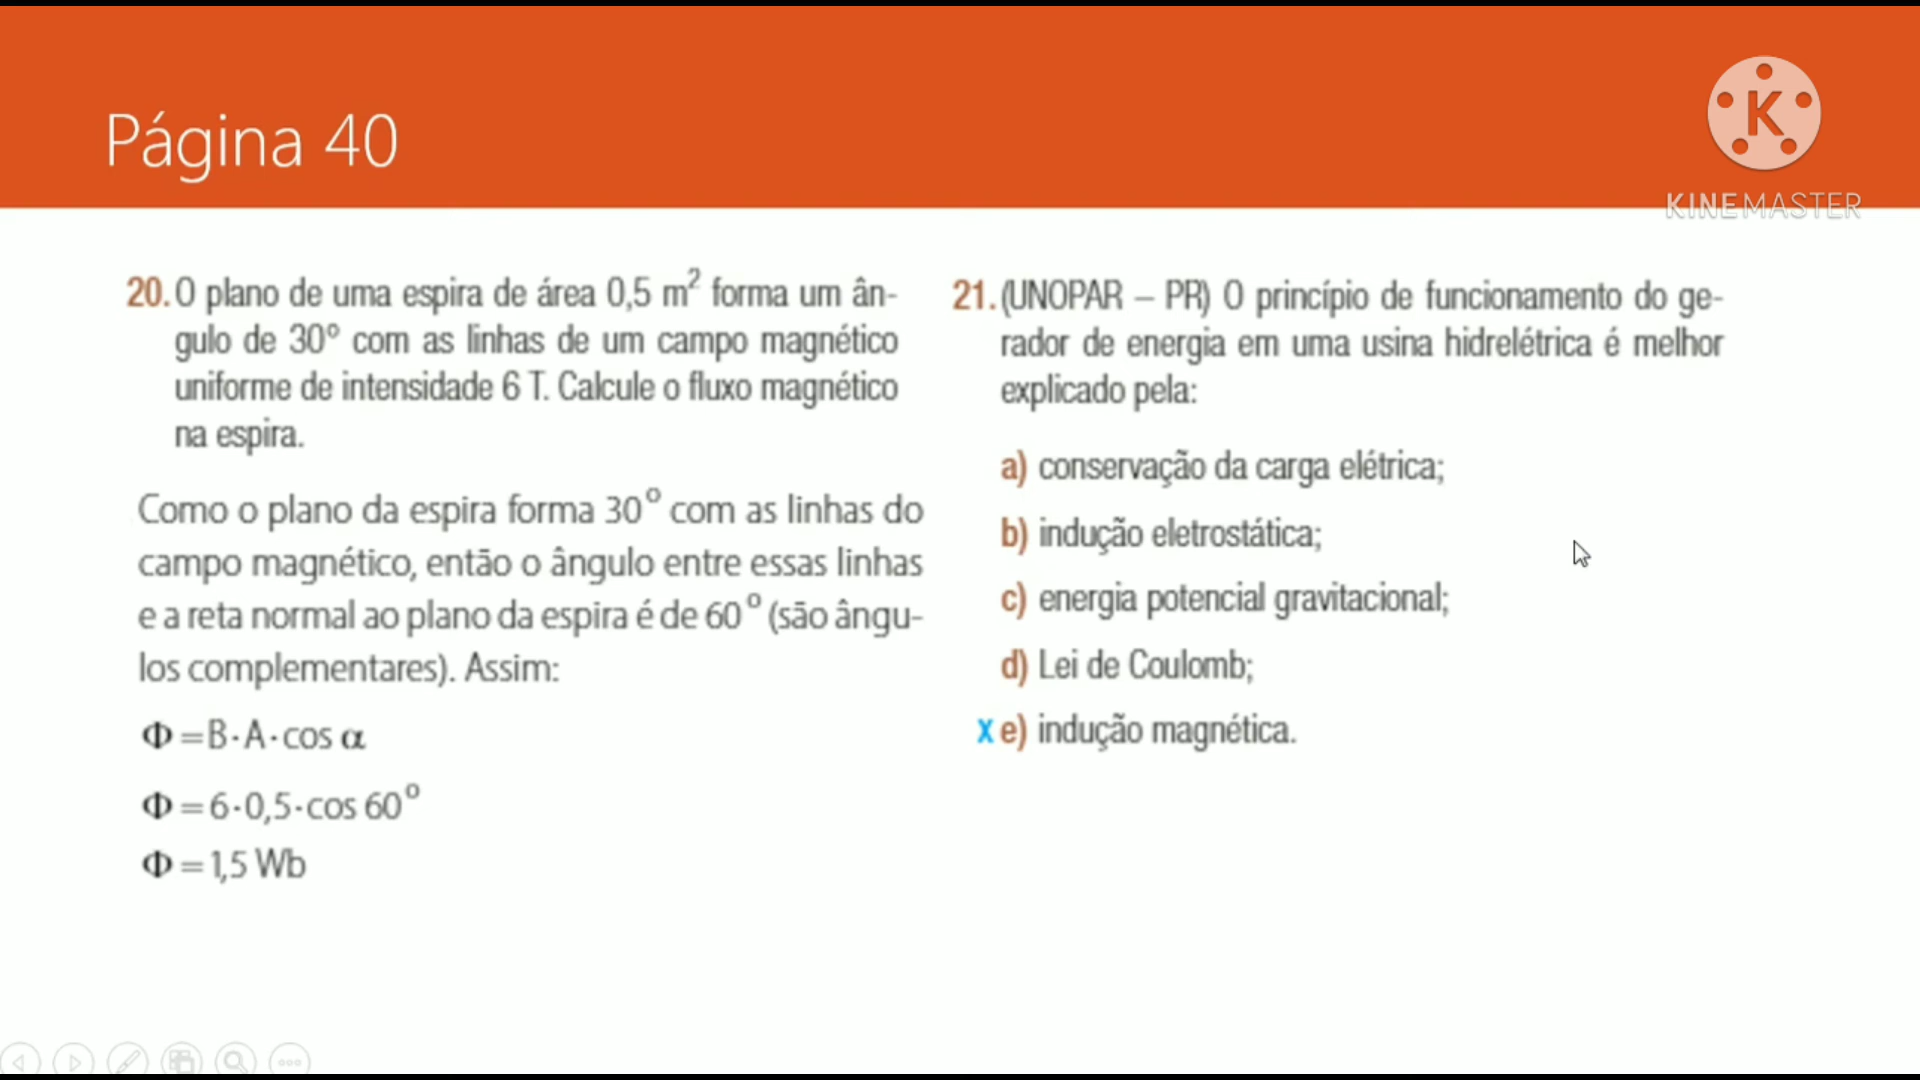 Página 40
K
KINEMASTER
20. O plano de uma espira de área 0,5 m² forma um ân-
gulo de 30º com as linhas de um campo magnético
uniforme de intensidade 6 T. Calcule o fluxo magnético
na espira.
Como o plano da espira forma 30º com as linhas do
campo magnético, então o ângulo entre essas linhas
e a reta normal ao plano da espira é de 60º (são ângu-
los complementares). Assim:
Φ = B · A · cos α
Φ = 6 · 0,5 · cos 60º
Φ = 1,5 Wb
21. (UNOPAR – PR) O princípio de funcionamento do ge-
rador de energia em uma usina hidrelétrica é melhor
explicado pela:
a) conservação da carga elétrica;
b) indução eletrostática;
c) energia potencial gravitacional;
d) Lei de Coulomb;
X e) indução magnética.